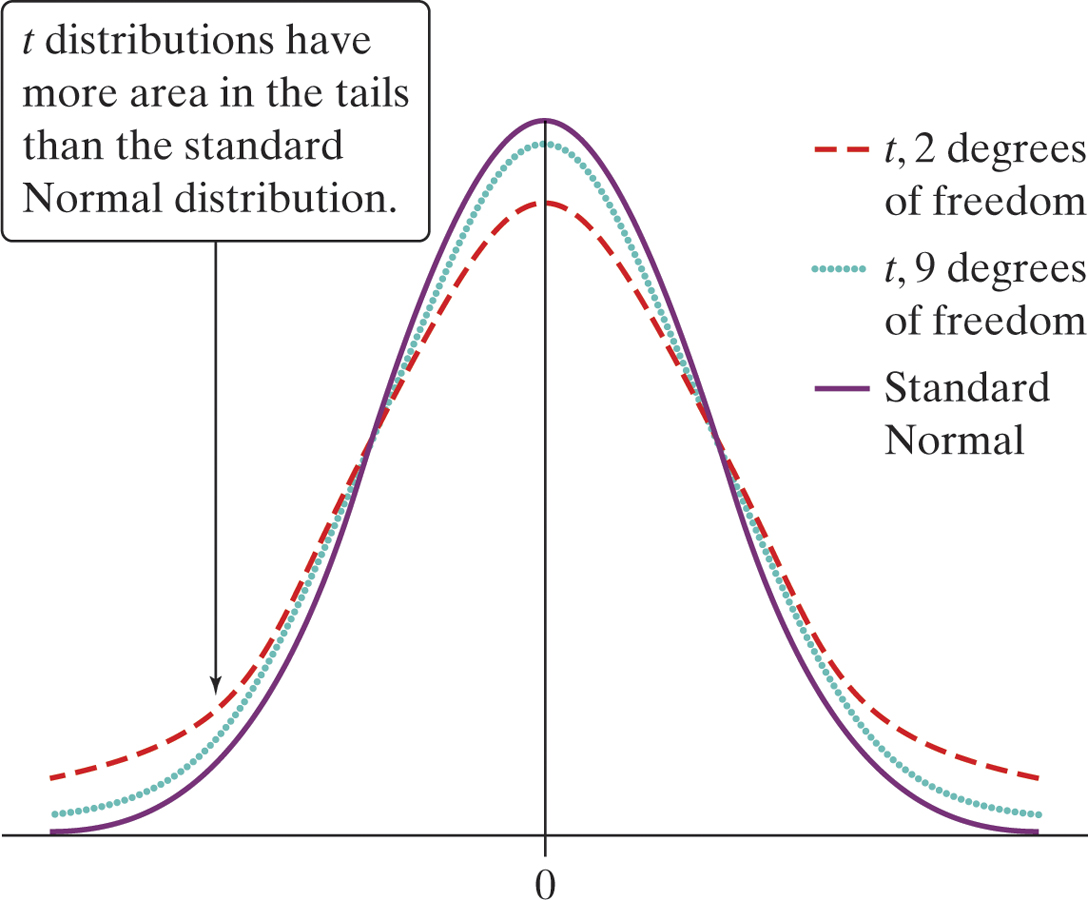 t distributions have
more area in the tails
than the standard
Normal distribution.
t, 2 degrees
of freedom
t, 9 degrees
of freedom
Standard
Normal
0